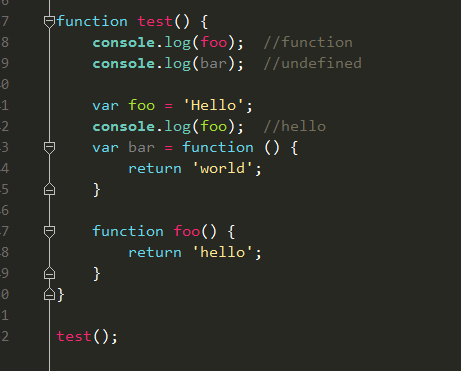 7 function test() {
8 console.log(foo); //function
9 console.log(bar); //undefined
0
1 var foo = 'Hello';
2 console.log(foo); //hello
3 var bar = function () {
4 return 'world';
5 }
6
7 function foo() {
8 return 'hello';
9 }
0 }
1
2 test();